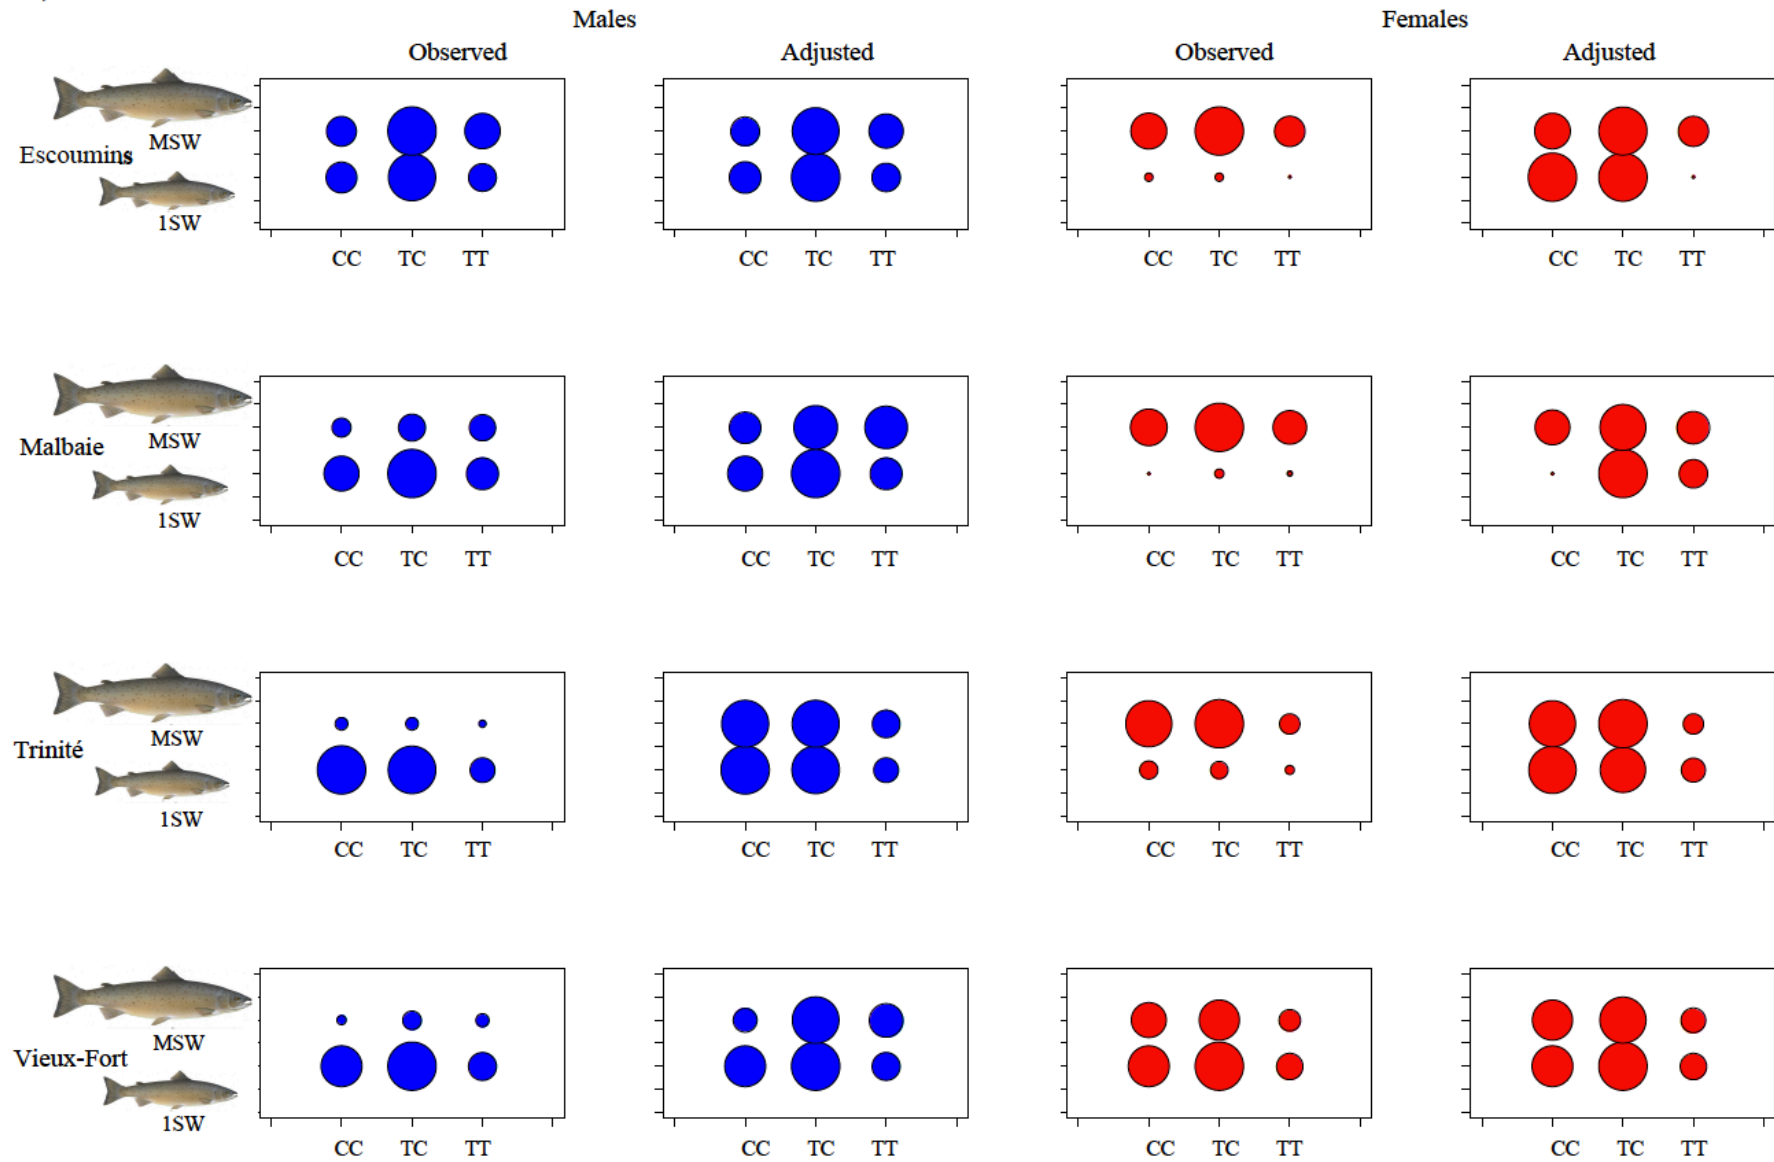 Males Females
Observed Adjusted Observed Adjusted
MSW
Escoumins
1SW
CC TC TT CC TC TT CC TC TT CC TC TT
MSW
Malbaie
1SW
CC TC TT CC TC TT CC TC TT CC TC TT
MSW
Trinité
1SW
CC TC TT CC TC TT CC TC TT CC TC TT
MSW
Vieux-Fort
1SW
CC TC TT CC TC TT CC TC TT CC TC TT